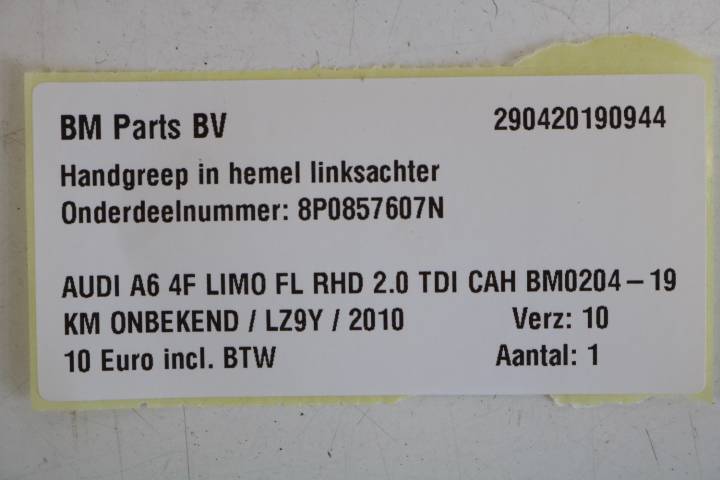 BM Parts BV 290420190944
Handgreep in hemel linksachter
Onderdeelnummer: 8P0857607N
AUDI A6 4F LIMO FL RHD 2.0 TDI CAH BM0204 – 19
KM ONBEKEND / LZ9Y / 2010 Verz: 10
10 Euro incl. BTW Aantal: 1